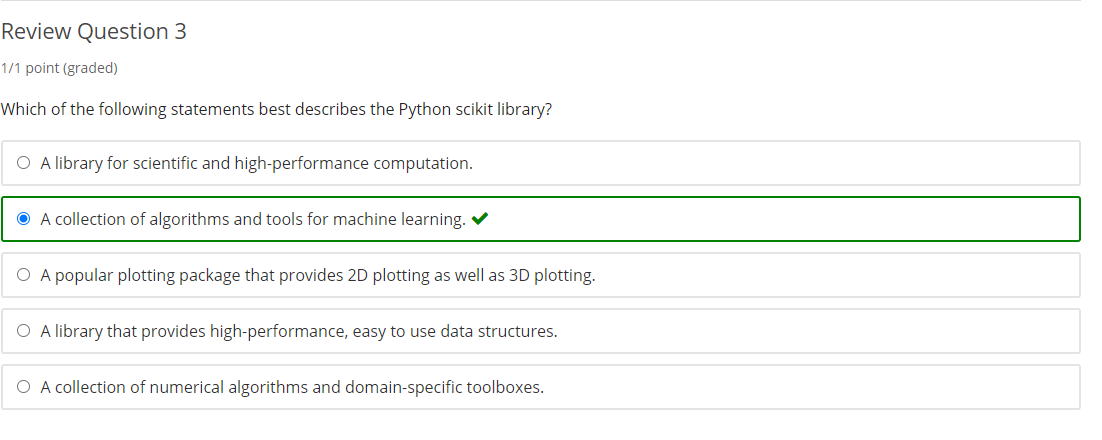 Review Question 3
1/1 point (graded)
Which of the following statements best describes the Python scikit library?
A library for scientific and high-performance computation.
A collection of algorithms and tools for machine learning.
A popular plotting package that provides 2D plotting as well as 3D plotting.
A library that provides high-performance, easy to use data structures.
A collection of numerical algorithms and domain-specific toolboxes.